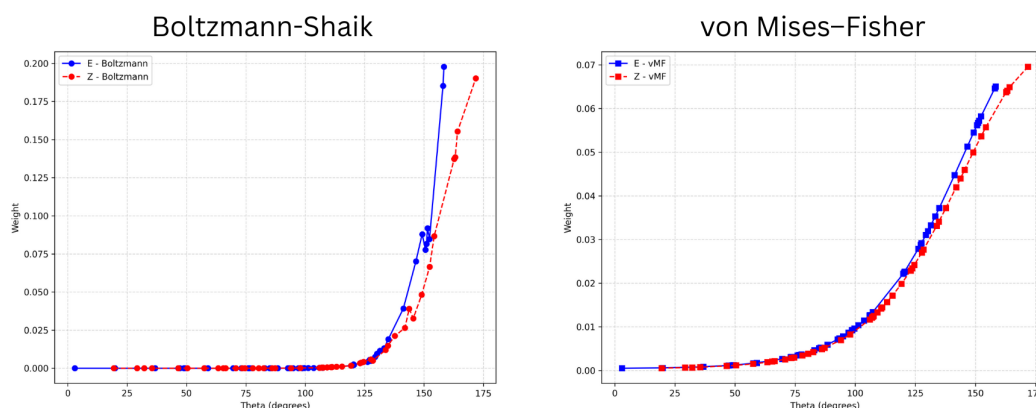 Boltzmann-Shaik
E - Boltzmann
Z - Boltzmann
0.200
0.175
0.150
0.125
0.100
0.075
0.050
0.025
0.000
Weight
0 25 50 75 100 125 150 175
Theta (degrees)
von Mises–Fisher
E - vMF
Z - vMF
0.07
0.06
0.05
0.04
0.03
0.02
0.01
0.00
Weight
0 25 50 75 100 125 150 17
Theta (degrees)